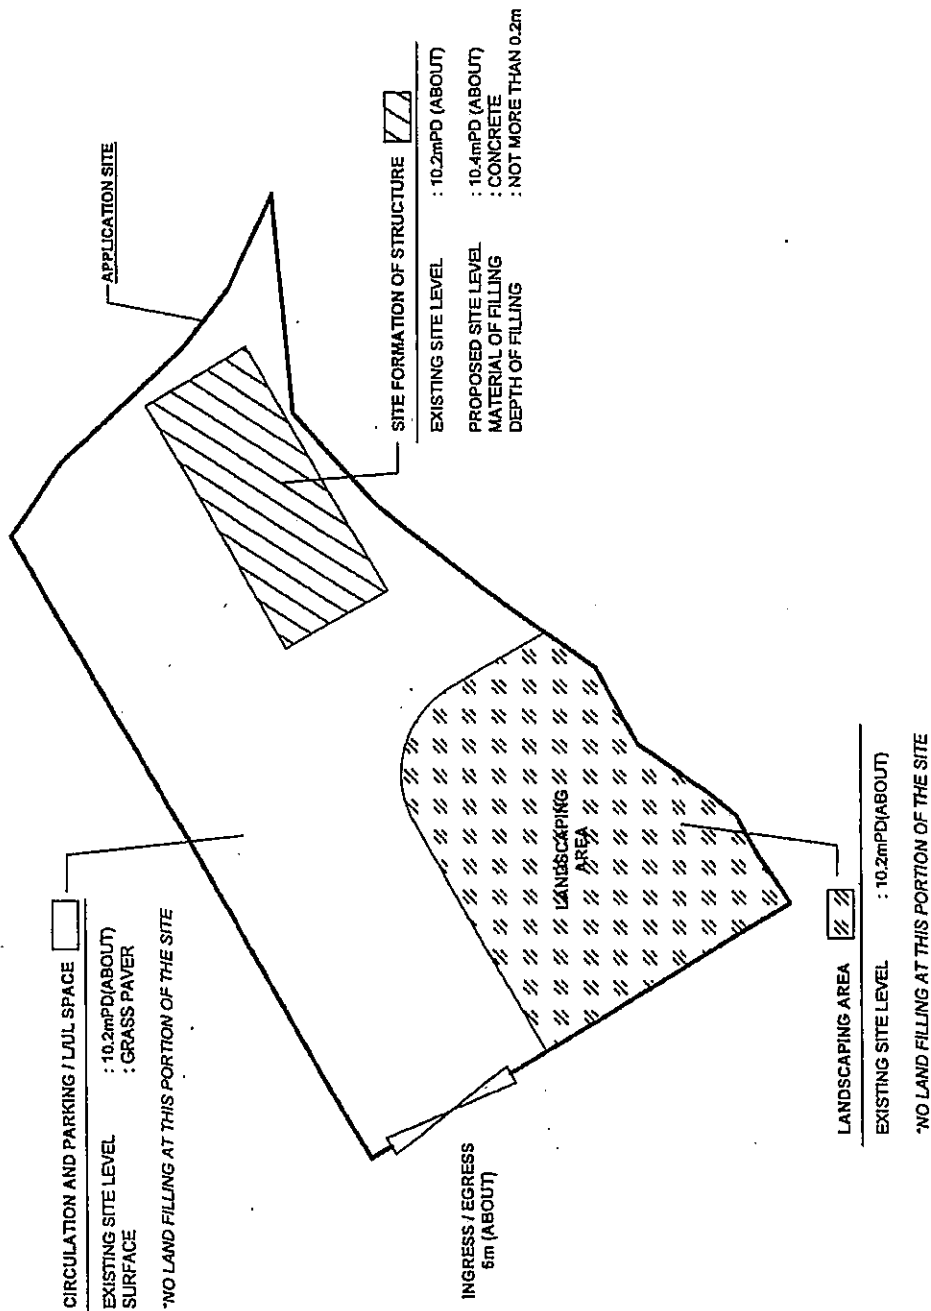 CIRCULATION AND PARKING / L/UL SPACE
EXISTING SITE LEVEL : 10.2mPD(ABOUT)
SURFACE : GRASS PAVER
*NO LAND FILLING AT THIS PORTION OF THE SITE
APPLICATION SITE
SITE FORMATION OF STRUCTURE
EXISTING SITE LEVEL : 10.2mPD (ABOUT)
PROPOSED SITE LEVEL : 10.4mPD (ABOUT)
MATERIAL OF FILLING : CONCRETE
DEPTH OF FILLING : NOT MORE THAN 0.2m
INGRESS / EGRESS
5m (ABOUT)
LANDSCAPING
AREA
LANDSCAPING AREA
EXISTING SITE LEVEL : 10.2mPD(ABOUT)
*NO LAND FILLING AT THIS PORTION OF THE SITE